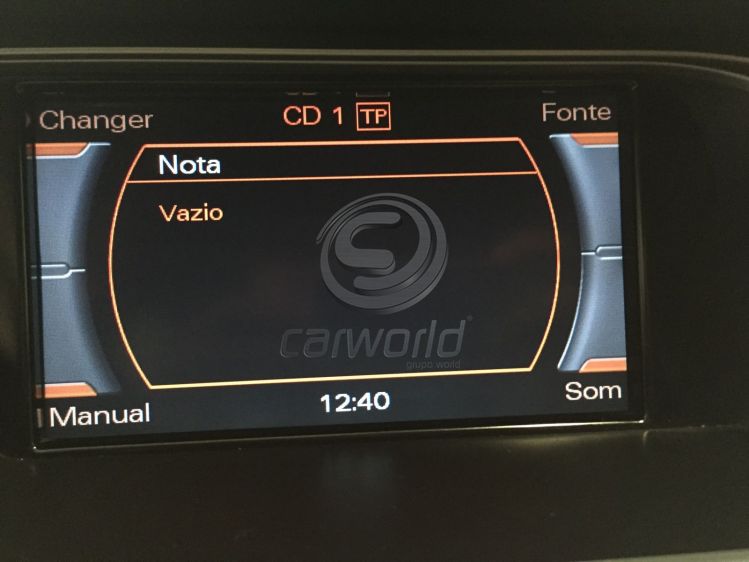 Changer
CD 1 TP
Fonte
Nota
Vazio
carworld
grupo world
Manual
12:40
Som